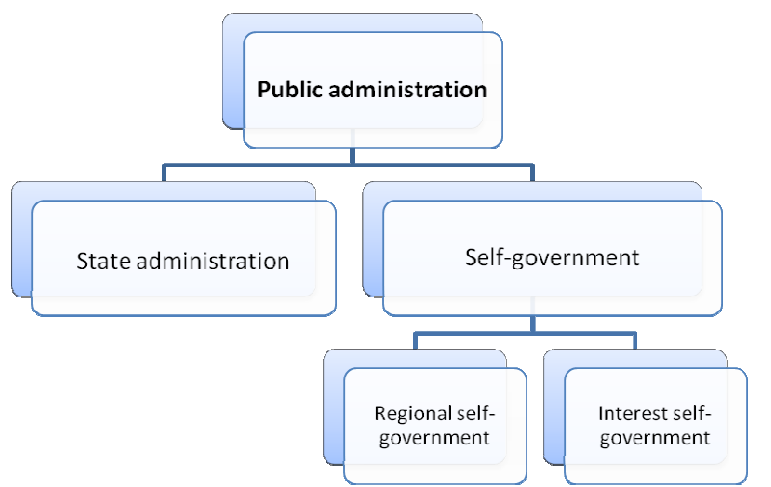 Public administration
State administration
Self-government
Regional self-
government
Interest self-
government